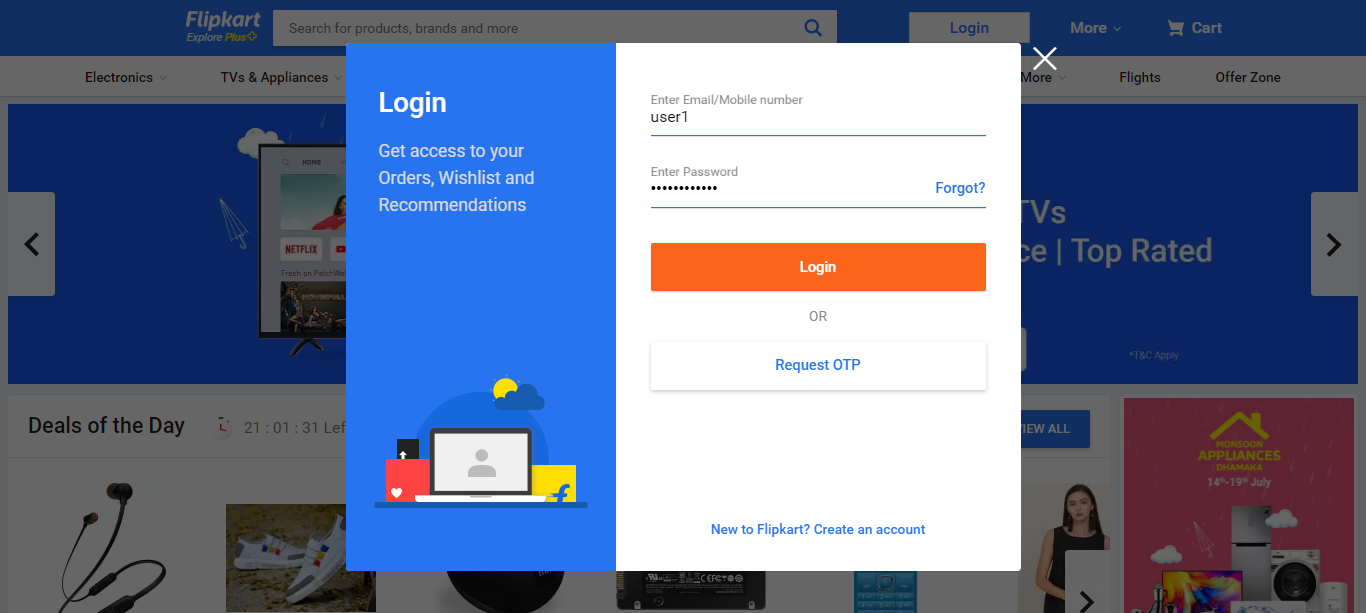 Flipkart
Explore Plus
Search for products, brands and more
Login
More
Cart
Electronics
TVs & Appliances
More
Flights
Offer Zone
Login
Get access to your
Orders, Wishlist and
Recommendations
Enter Email/Mobile number
user1
Enter Password
••••••••••••
Forgot?
Login
OR
Request OTP
New to Flipkart? Create an account
HOME
NETFLIX
Fresh on PatchWall
TVs
ce | Top Rated
*T&C Apply
Deals of the Day
21 : 01 : 31 Lef
VIEW ALL
MONSOON
APPLIANCES
DHAMAKA
14th-19th July